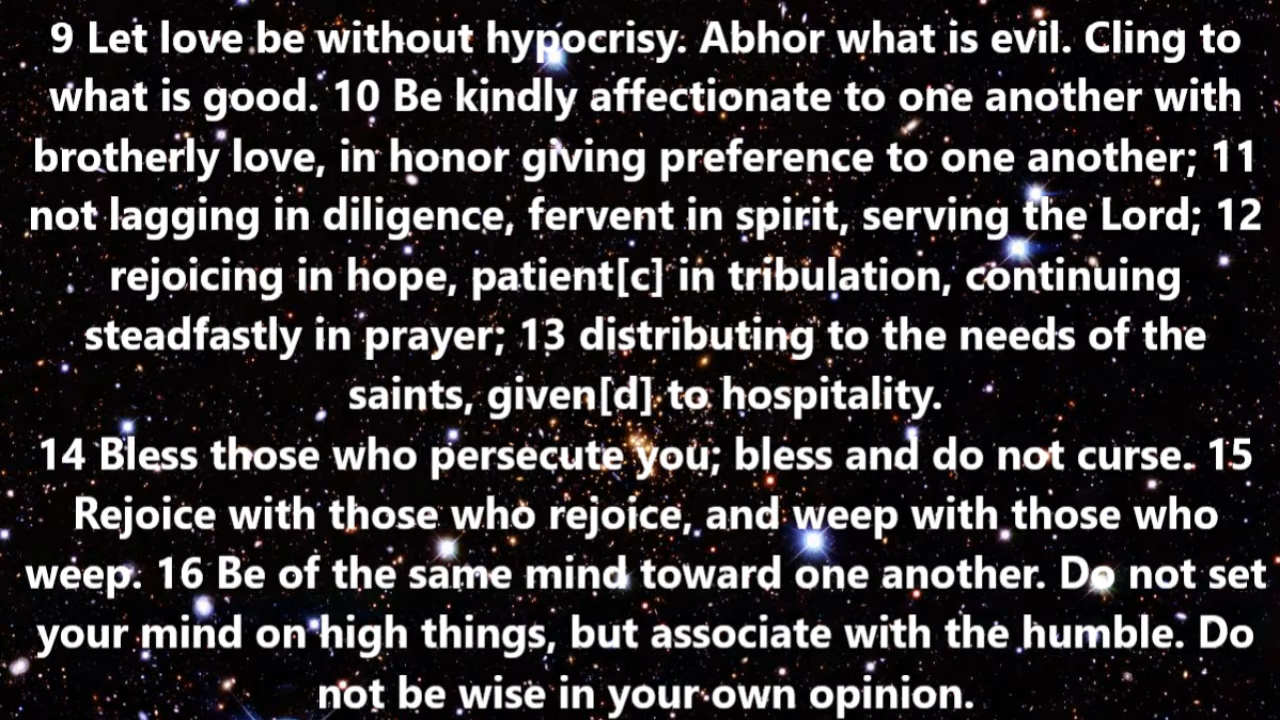 9 Let love be without hypocrisy. Abhor what is evil. Cling to
what is good. 10 Be kindly affectionate to one another with
brotherly love, in honor giving preference to one another; 11
not lagging in diligence, fervent in spirit, serving the Lord; 12
rejoicing in hope, patient[c] in tribulation, continuing
steadfastly in prayer; 13 distributing to the needs of the
saints, given[d] to hospitality.
14 Bless those who persecute you; bless and do not curse. 15
Rejoice with those who rejoice, and weep with those who
weep. 16 Be of the same mind toward one another. Do not set
your mind on high things, but associate with the humble. Do
not be wise in your own opinion.